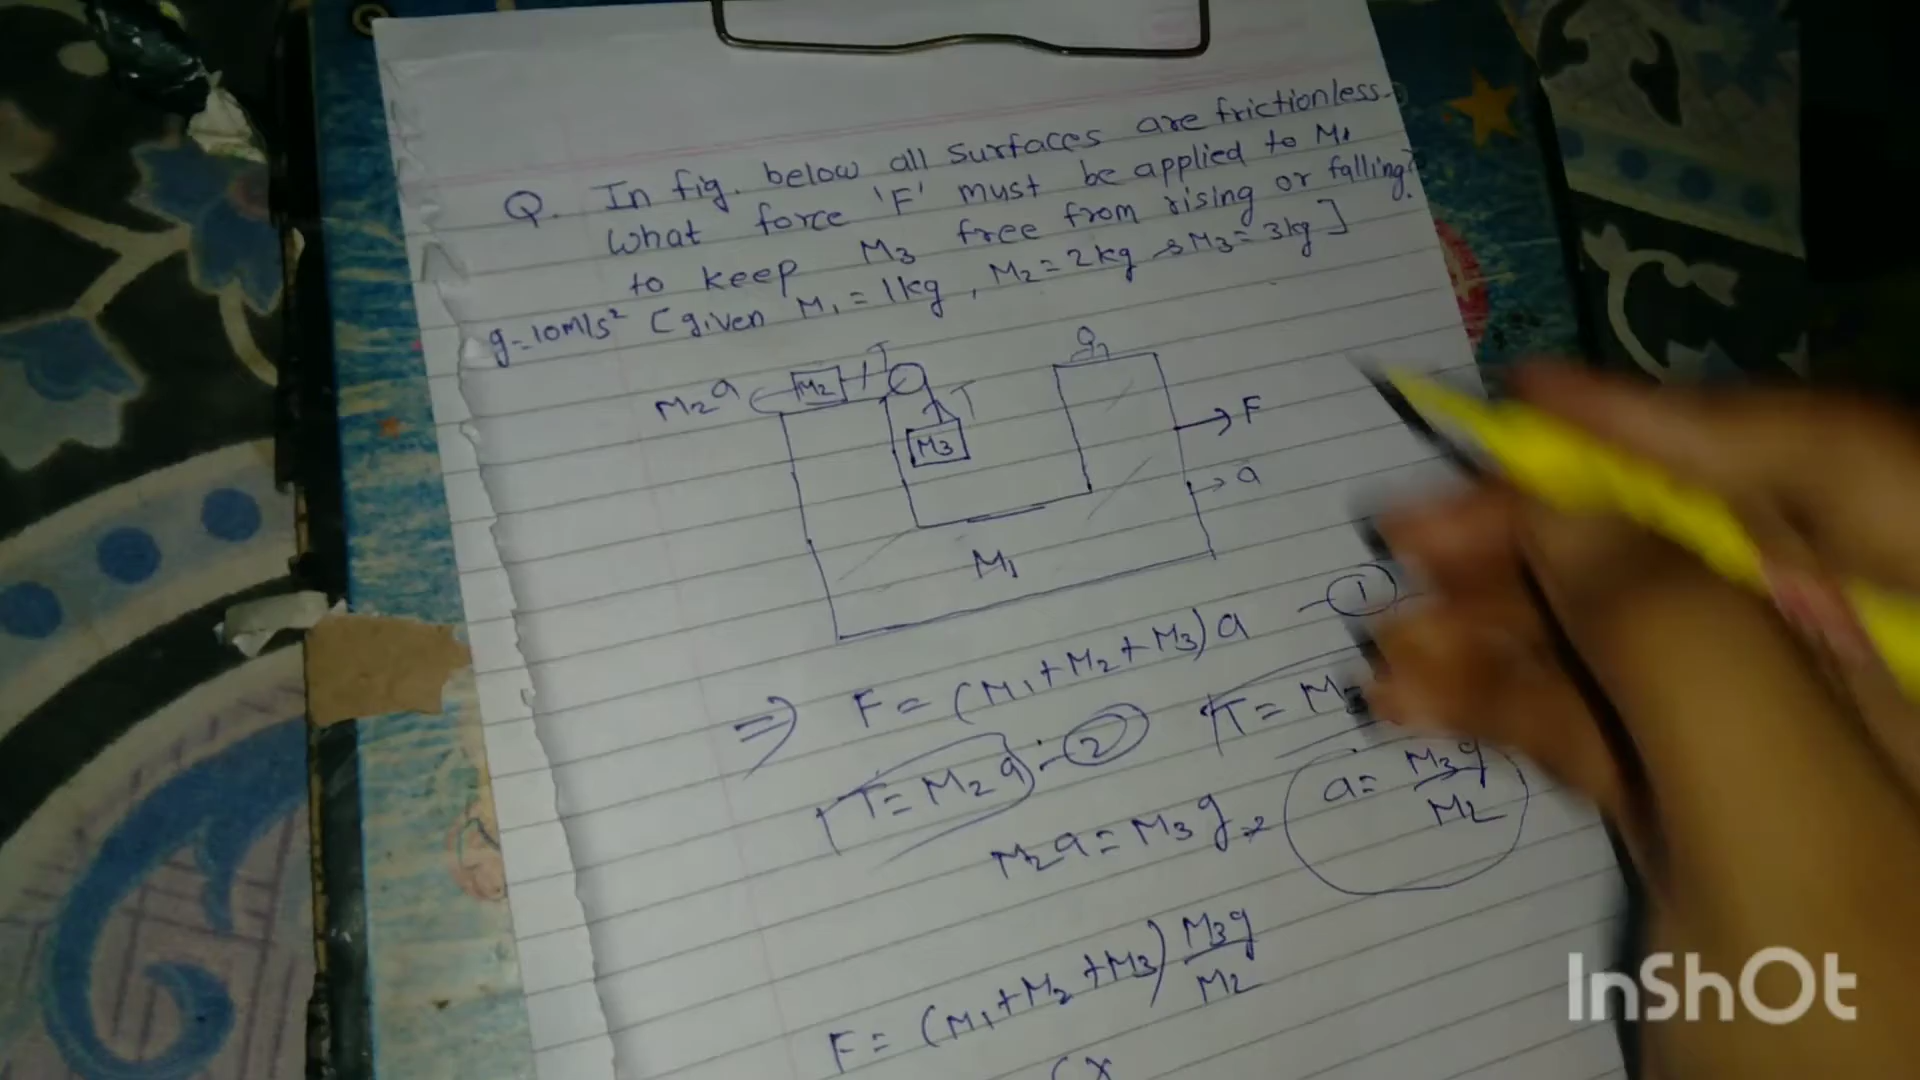 Q. In fig. below all surfaces are frictionless.
What force 'F' must be applied to M1
to keep M3 free from rising or falling?
g=10M/s² [given M1=1kg, M2=2kg & M3=3kg]
M2a M2 T
T
M3
F
a
M1
⇒ F= (M1+M2+M3)a -①
T= M2a :-② T= M
M2a= M3g a= M3g/M2
F= (M1+M2+M3) M3g/M2
InShOt